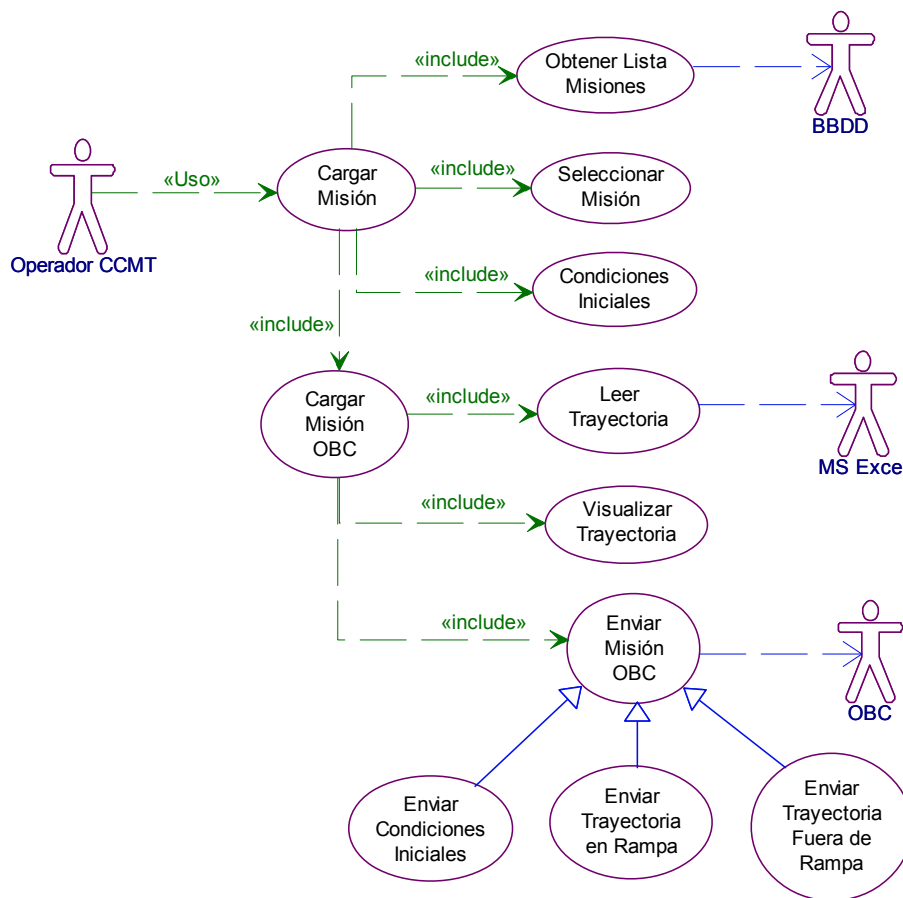 «include»
Obtener Lista
Misiones
BBDD
«Uso»
Cargar
Misión
«include»
Seleccionar
Misión
Operador CCMT
«include»
Condiciones
Iniciales
«include»
Cargar
Misión
OBC
«include»
Leer
Trayectoria
MS Exce
«include»
Visualizar
Trayectoria
«include»
Enviar
Misión
OBC
OBC
Enviar
Condiciones
Iniciales
Enviar
Trayectoria
en Rampa
Enviar
Trayectoria
Fuera de
Rampa